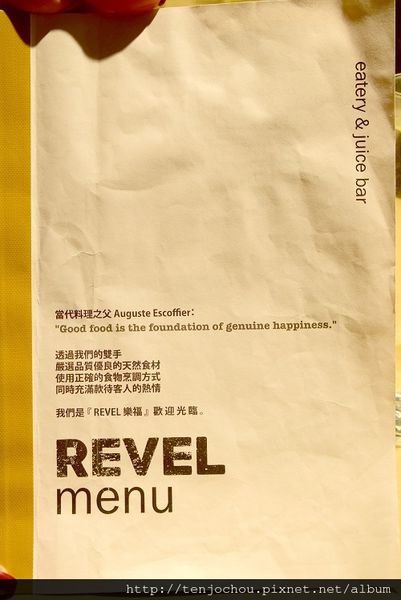 eatery & juice bar
當代料理之父 Auguste Escoffier：
"Good food is the foundation of genuine happiness."
透過我們的雙手
嚴選品質優良的天然食材
使用正確的食物烹調方式
同時充滿款待客人的熱情
我們是『REVEL 樂福』歡迎光臨。
REVEL
menu
http://tenjochou.pixnet.net/album